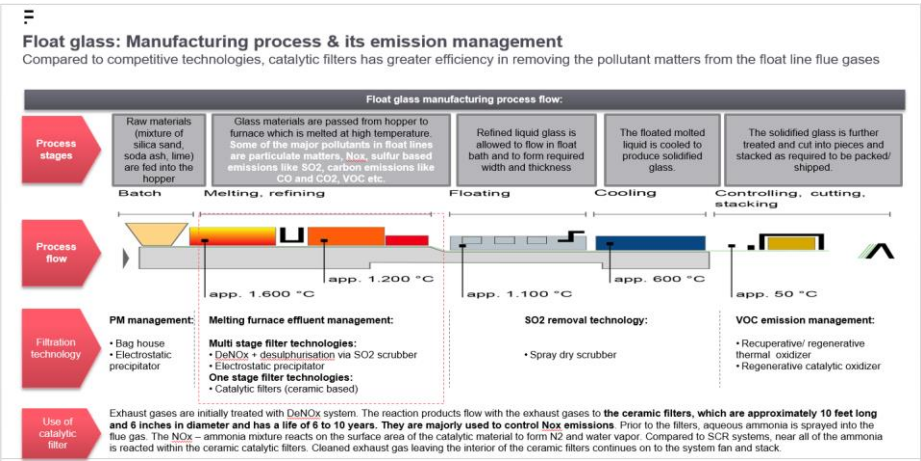 Float glass: Manufacturing process & its emission management
Compared to competitive technologies, catalytic filters has greater efficiency in removing the pollutant matters from the float line flue gases
Float glass manufacturing process flow:
Process
stages
Raw materials
(mixture of
silica sand,
soda ash, lime)
are fed into the
hopper
Glass materials are passed from hopper to
furnace which is melted at high temperature.
Some of the major pollutants in float lines
are particulate matters, Nox, sulfur based
emissions like SO2, carbon emissions like
CO and CO2, VOC etc.
Refined liquid glass is
allowed to flow in float
bath and to form required
width and thickness
The floated molted
liquid is cooled to
produce solidified
glass.
The solidified glass is further
treated and cut into pieces and
stacked as required to be packed/
shipped.
Batch
Melting, refining
Floating
Cooling
Controlling, cutting,
stacking
Process
flow
app. 1.600 °C
app. 1.200 °C
app. 1.100 °C
app. 600 °C
app. 50 °C
Filtration
technology
PM management:
• Bag house
• Electrostatic
precipitator
Melting furnace effluent management:
Multi stage filter technologies:
• DeNOx + desulphurisation via SO2 scrubber
• Electrostatic precipitator
One stage filter technologies:
• Catalytic filters (ceramic based)
SO2 removal technology:
• Spray dry scrubber
VOC emission management:
• Recuperative/ regenerative
thermal oxidizer
• Regenerative catalytic oxidizer
Use of
catalytic
filter
Exhaust gases are initially treated with DeNOx system. The reaction products flow with the exhaust gases to the ceramic filters, which are approximately 10 feet long
and 6 inches in diameter and has a life of 6 to 10 years. They are majorly used to control Nox emissions. Prior to the filters, aqueous ammonia is sprayed into the
flue gas. The NOx – ammonia mixture reacts on the surface area of the catalytic material to form N2 and water vapor. Compared to SCR systems, near all of the ammonia
is reacted within the ceramic catalytic filters. Cleaned exhaust gas leaving the interior of the ceramic filters continues on to the system fan and stack.